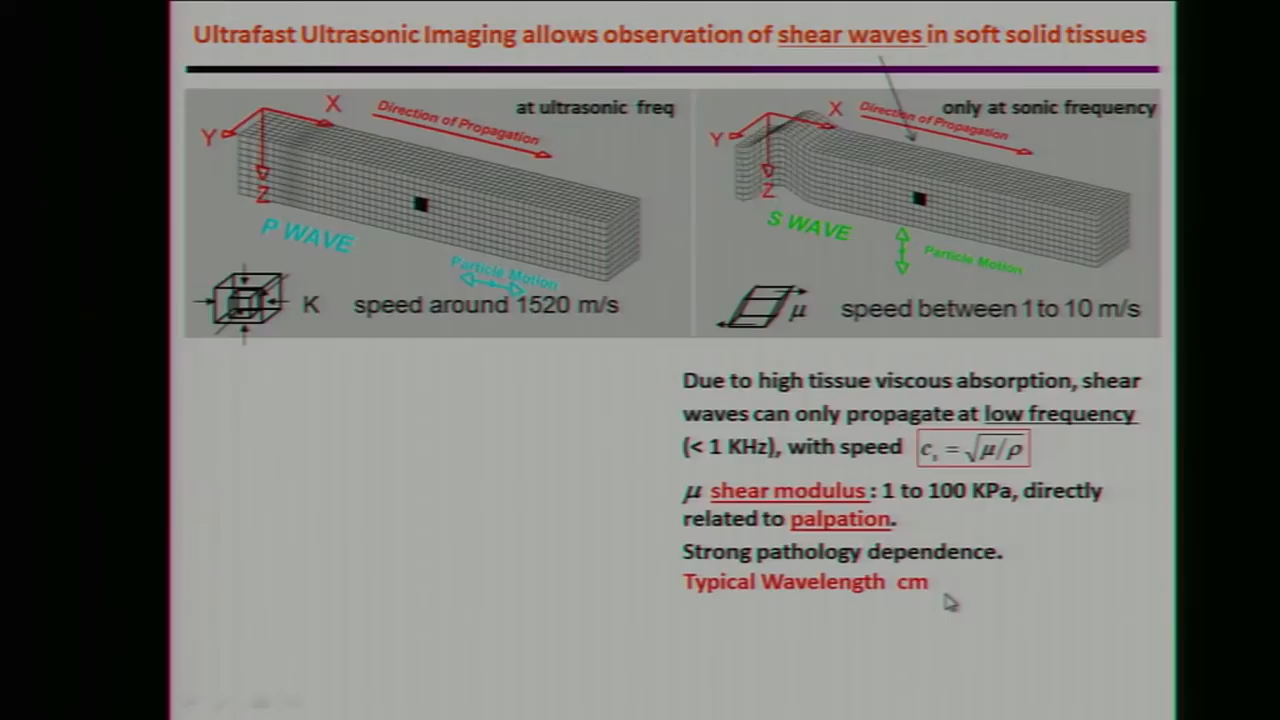 Ultrafast Ultrasonic Imaging allows observation of shear waves in soft solid tissues
at ultrasonic freq
X
Y
Z
Direction of Propagation
P WAVE
Particle Motion
K speed around 1520 m/s
only at sonic frequency
X
Y
Z
Direction of Propagation
S WAVE
Particle Motion
μ speed between 1 to 10 m/s
Due to high tissue viscous absorption, shear
waves can only propagate at low frequency
(< 1 KHz), with speed cₛ = √μ/ρ
μ shear modulus : 1 to 100 KPa, directly
related to palpation.
Strong pathology dependence.
Typical Wavelength cm